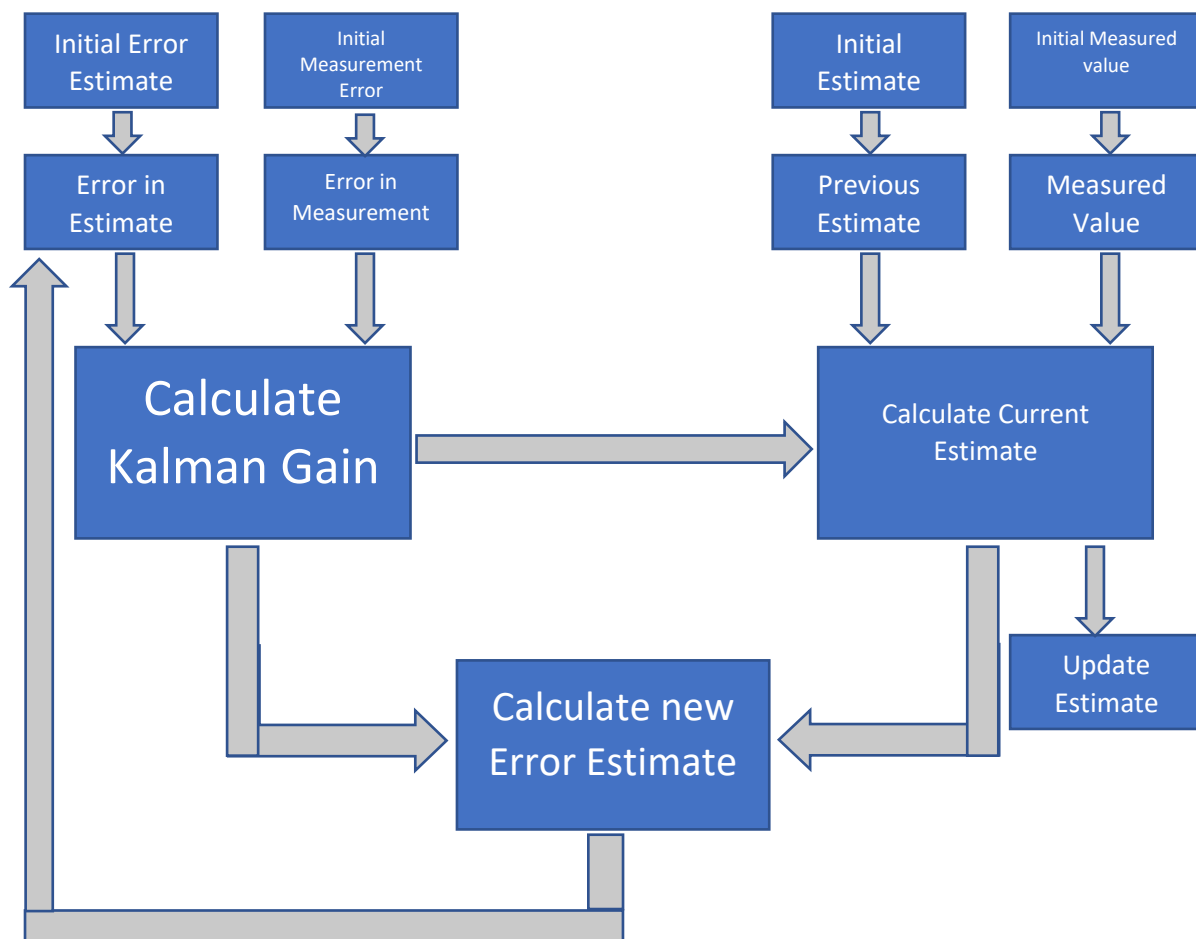 Initial Error
Estimate
Initial
Measurement
Error
Initial
Estimate
Initial Measured
value
Error in
Estimate
Error in
Measurement
Previous
Estimate
Measured
Value
Calculate
Kalman Gain
Calculate Current
Estimate
Update
Estimate
Calculate new
Error Estimate